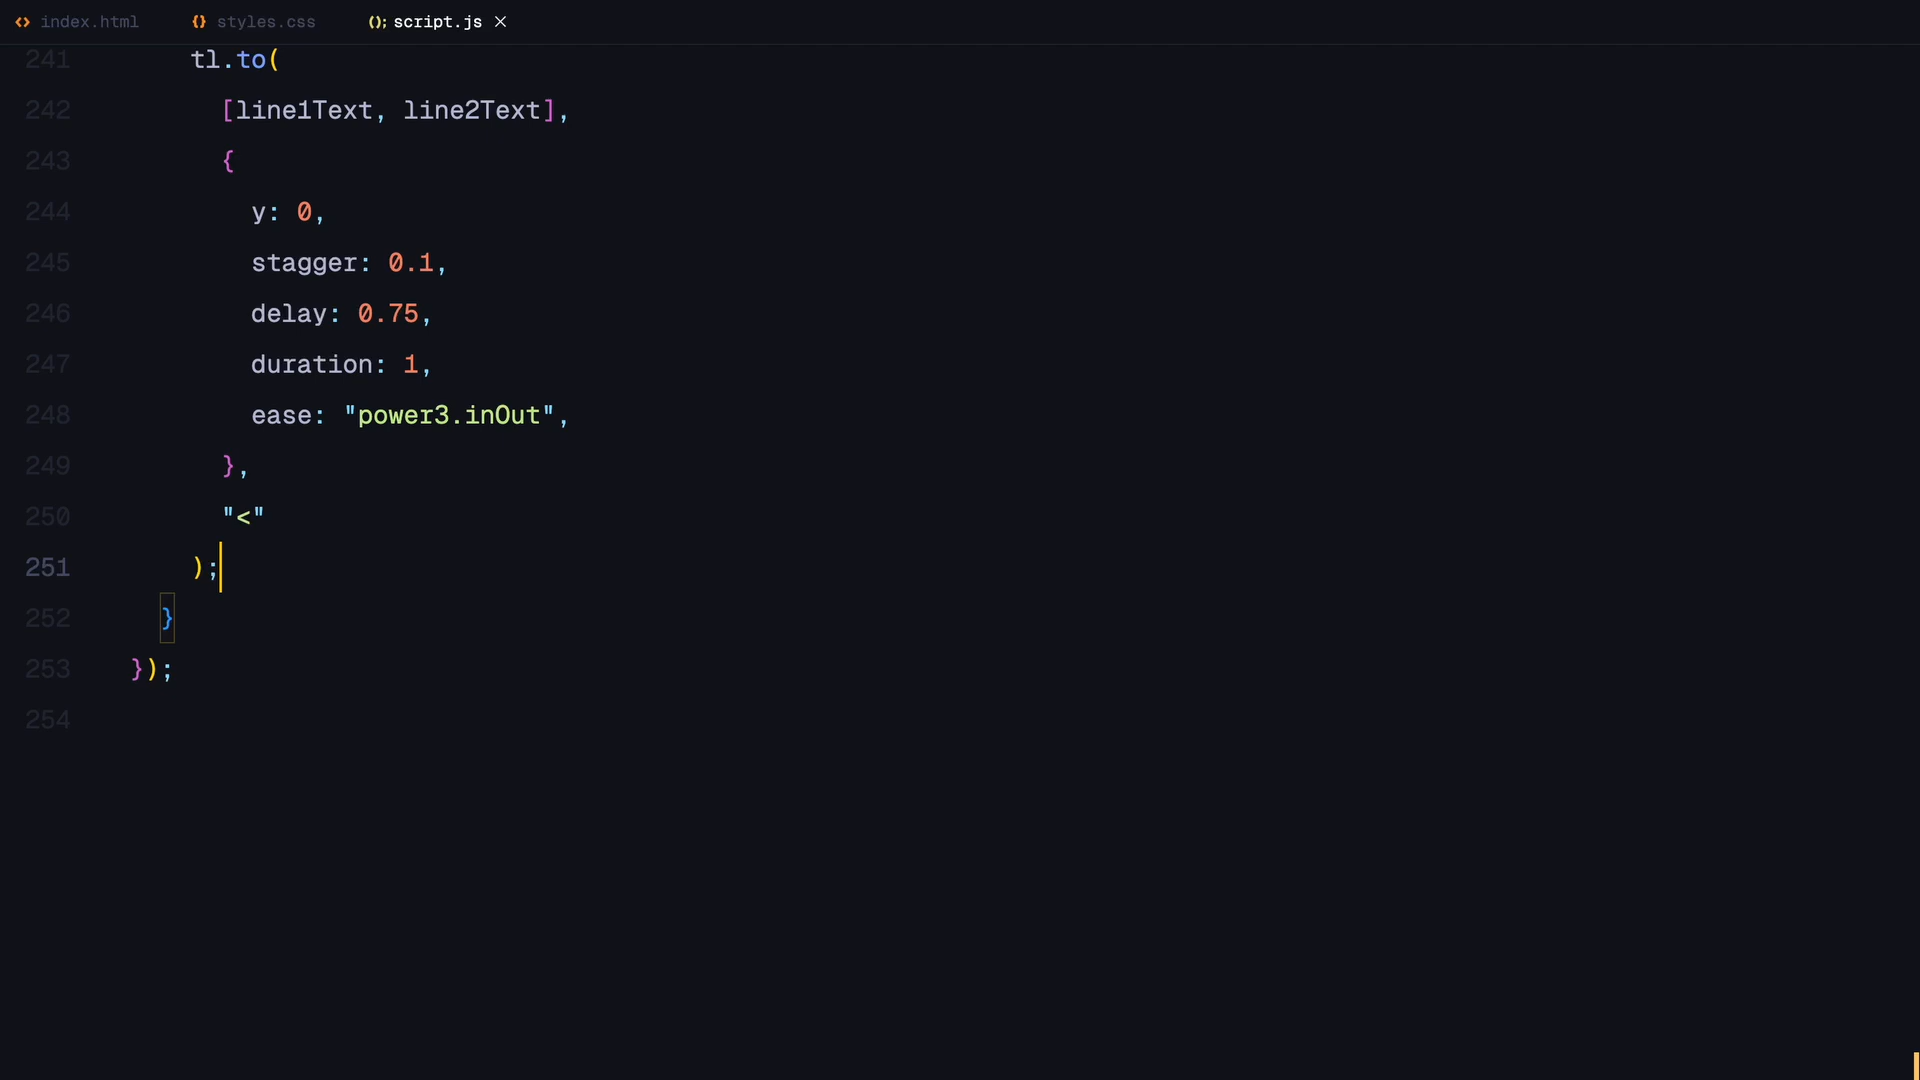 index.html styles.css script.js
241 tl.to(
242 [line1Text, line2Text],
243 {
244 y: 0,
245 stagger: 0.1,
246 delay: 0.75,
247 duration: 1,
248 ease: "power3.inOut",
249 },
250 "<"
251 );
252 }
253 });
254